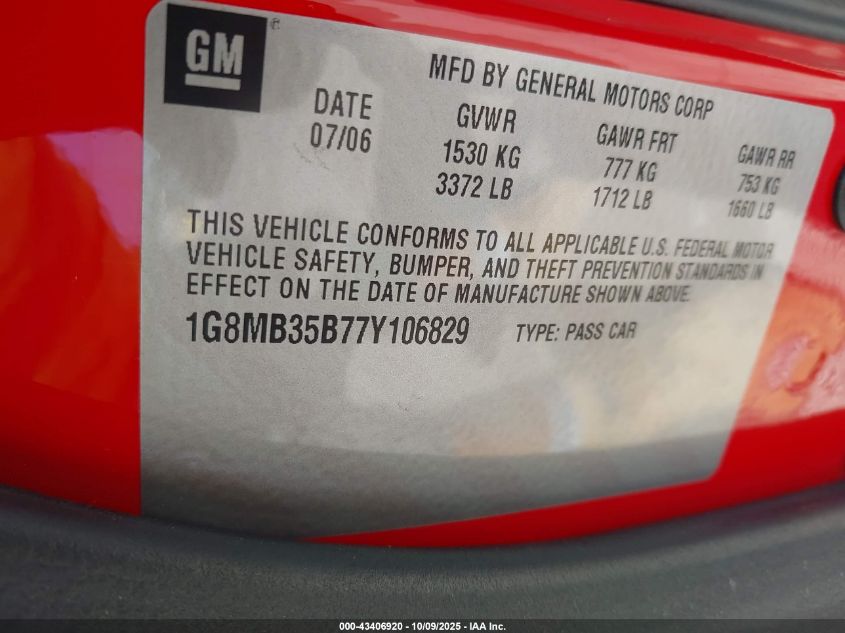 GM
®
MFD BY GENERAL MOTORS CORP
DATE GVWR GAWR FRT GAWR RR
07/06 1530 KG 777 KG 753 KG
3372 LB 1712 LB 1660 LB
THIS VEHICLE CONFORMS TO ALL APPLICABLE U.S. FEDERAL MOTOR
VEHICLE SAFETY, BUMPER, AND THEFT PREVENTION STANDARDS IN
EFFECT ON THE DATE OF MANUFACTURE SHOWN ABOVE.
1G8MB35B77Y106829 TYPE: PASS CAR
000-43406920 | 10/09/2025 - IAA Inc.